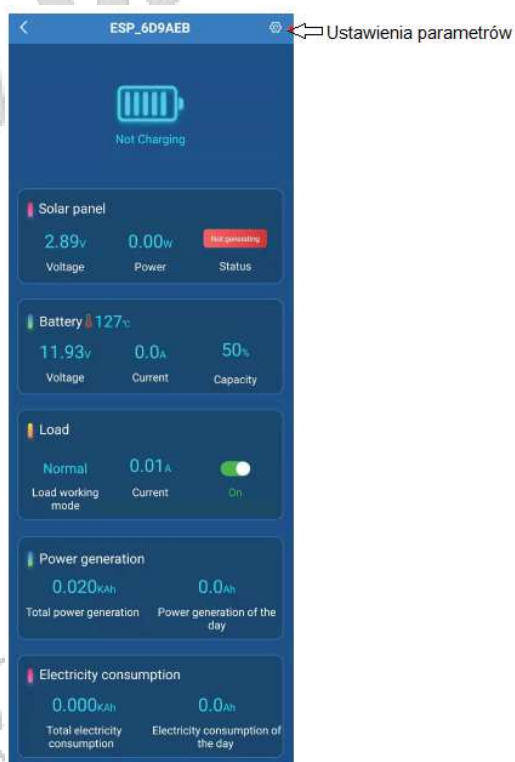 ESP_6D9AEB
Ustawienia parametrów
Not Charging
Solar panel
2.89v 0.00w Not generating
Voltage Power Status
Battery 127℃
11.93v 0.0A 50%
Voltage Current Capacity
Load
Normal 0.01A
Load working mode Current On
Power generation
0.020KAh 0.0Ah
Total power generation Power generation of the day
Electricity consumption
0.000KAh 0.0Ah
Total electricity consumption Electricity consumption of the day